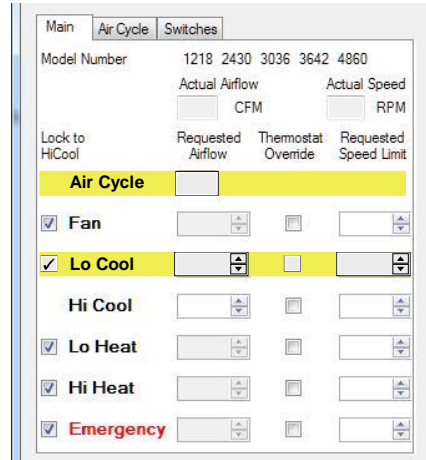 Main Air Cycle Switches
Model Number 1218 2430 3036 3642 4860
Actual Airflow Actual Speed
CFM RPM
Lock to Requested Thermostat Requested
HiCool Airflow Override Speed Limit
Air Cycle
Fan
Lo Cool
Hi Cool
Lo Heat
Hi Heat
Emergency